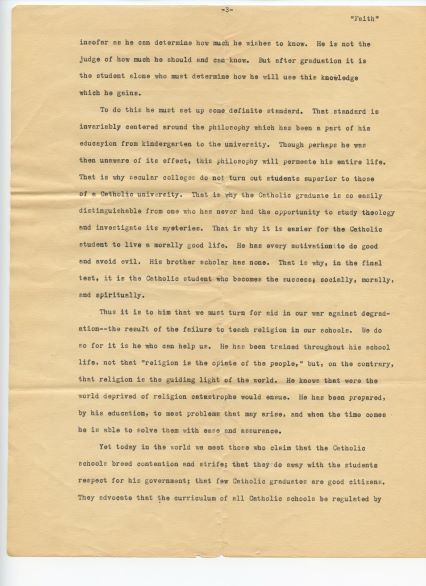 -3-
"Faith"
insofar as he can determine how much he wishes to know. He is not the
judge of how much he should and can know. But after graduation it is
the student alone who must determine how he will use this knowledge
which he gains.
To do this he must set up some definite standard. That standard is
invariably centered around the philosophy which has been a part of his
education from kindergarten to the university. Though perhaps he was
then unaware of its effect, this philosophy will permeate his entire life.
That is why secular colleges do not turn out students superior to those
of a Catholic university. That is why the Catholic graduate is so easily
distinguishable from one who has never had the opportunity to study theology
and investigate its mysteries. That is why it is easier for the Catholic
student to live a morally good life. He has every motivation to do good
and avoid evil. His brother scholar has none. That is why, in the final
test, it is the Catholic student who becomes the success; socially, morally,
and spiritually.
Thus it is to him that we must turn for aid in our war against degrad-
ation--the result of the failure to teach religion in our schools. We do
so for it is he who can help us. He has been trained throughout his school
life, not that "religion is the opiate of the people," but, on the contrary,
that religion is the guiding light of the world. He knows that were the
world deprived of religion catastrophe would ensue. He has been prepared,
by his education, to meet problems that may arise, and when the time comes
he is able to solve them with ease and assurance.
Yet today in the world we meet those who claim that the Catholic
schools breed contention and strife; that they do away with the students
respect for his government; that few Catholic graduates are good citizens.
They advocate that the curriculum of all Catholic schools be regulated by